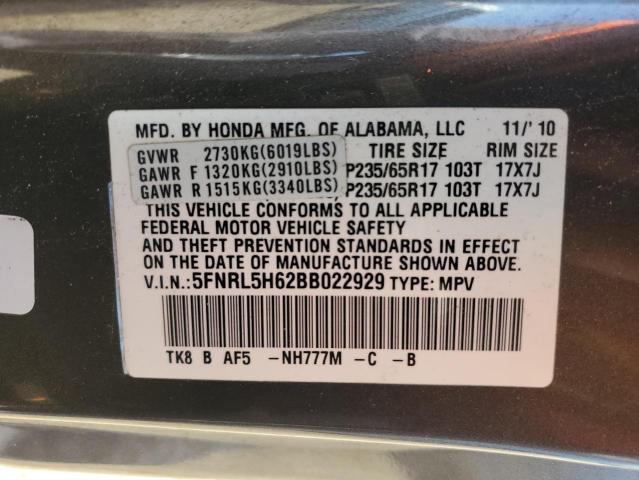 MFD. BY HONDA MFG. OF ALABAMA, LLC 11/' 10
GVWR 2730KG(6019LBS) TIRE SIZE RIM SIZE
GAWR F 1320KG(2910LBS) P235/65R17 103T 17X7J
GAWR R 1515KG(3340LBS) P235/65R17 103T 17X7J
THIS VEHICLE CONFORMS TO ALL APPLICABLE
FEDERAL MOTOR VEHICLE SAFETY
AND THEFT PREVENTION STANDARDS IN EFFECT
ON THE DATE OF MANUFACTURE SHOWN ABOVE.
V.I.N.:5FNRL5H62BB022929 TYPE: MPV
TK8 B AF5 -NH777M -C -B